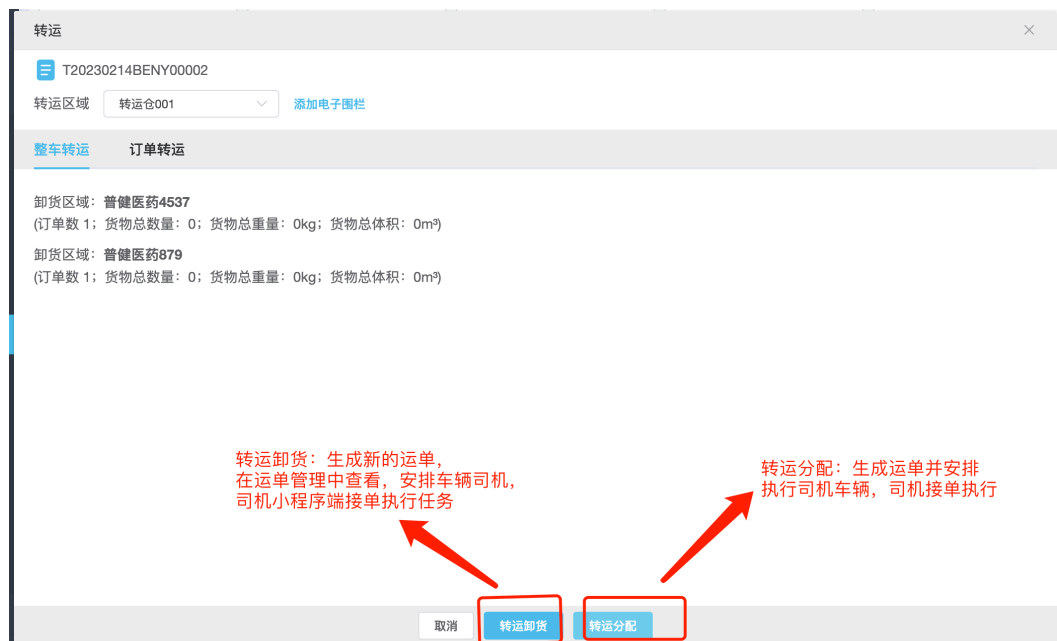 转运
T20230214BENY00002
转运区域 转运仓001 添加电子围栏
整车转运 订单转运
卸货区域：普健医药4537
(订单数 1；货物总数量：0；货物总重量：0kg；货物总体积：0m³)
卸货区域：普健医药879
(订单数 1；货物总数量：0；货物总重量：0kg；货物总体积：0m³)
转运卸货：生成新的运单，
在运单管理中查看，安排车辆司机，
司机小程序端接单执行任务
转运分配：生成运单并安排
执行司机车辆，司机接单执行
取消 转运卸货 转运分配